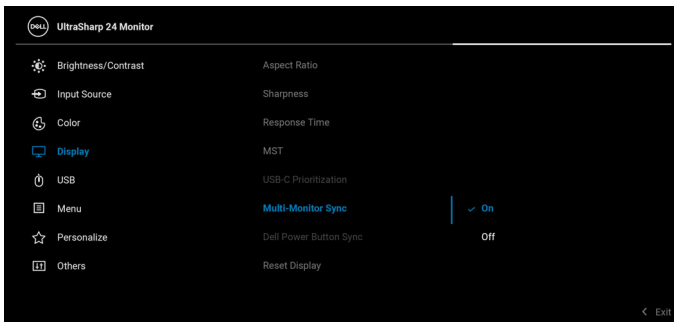 DELL UltraSharp 24 Monitor
Brightness/Contrast
Aspect Ratio
Input Source
Sharpness
Color
Response Time
Display
MST
USB
USB-C Prioritization
Menu
Multi-Monitor Sync
On
Personalize
Dell Power Button Sync
Off
Others
Reset Display
Exit